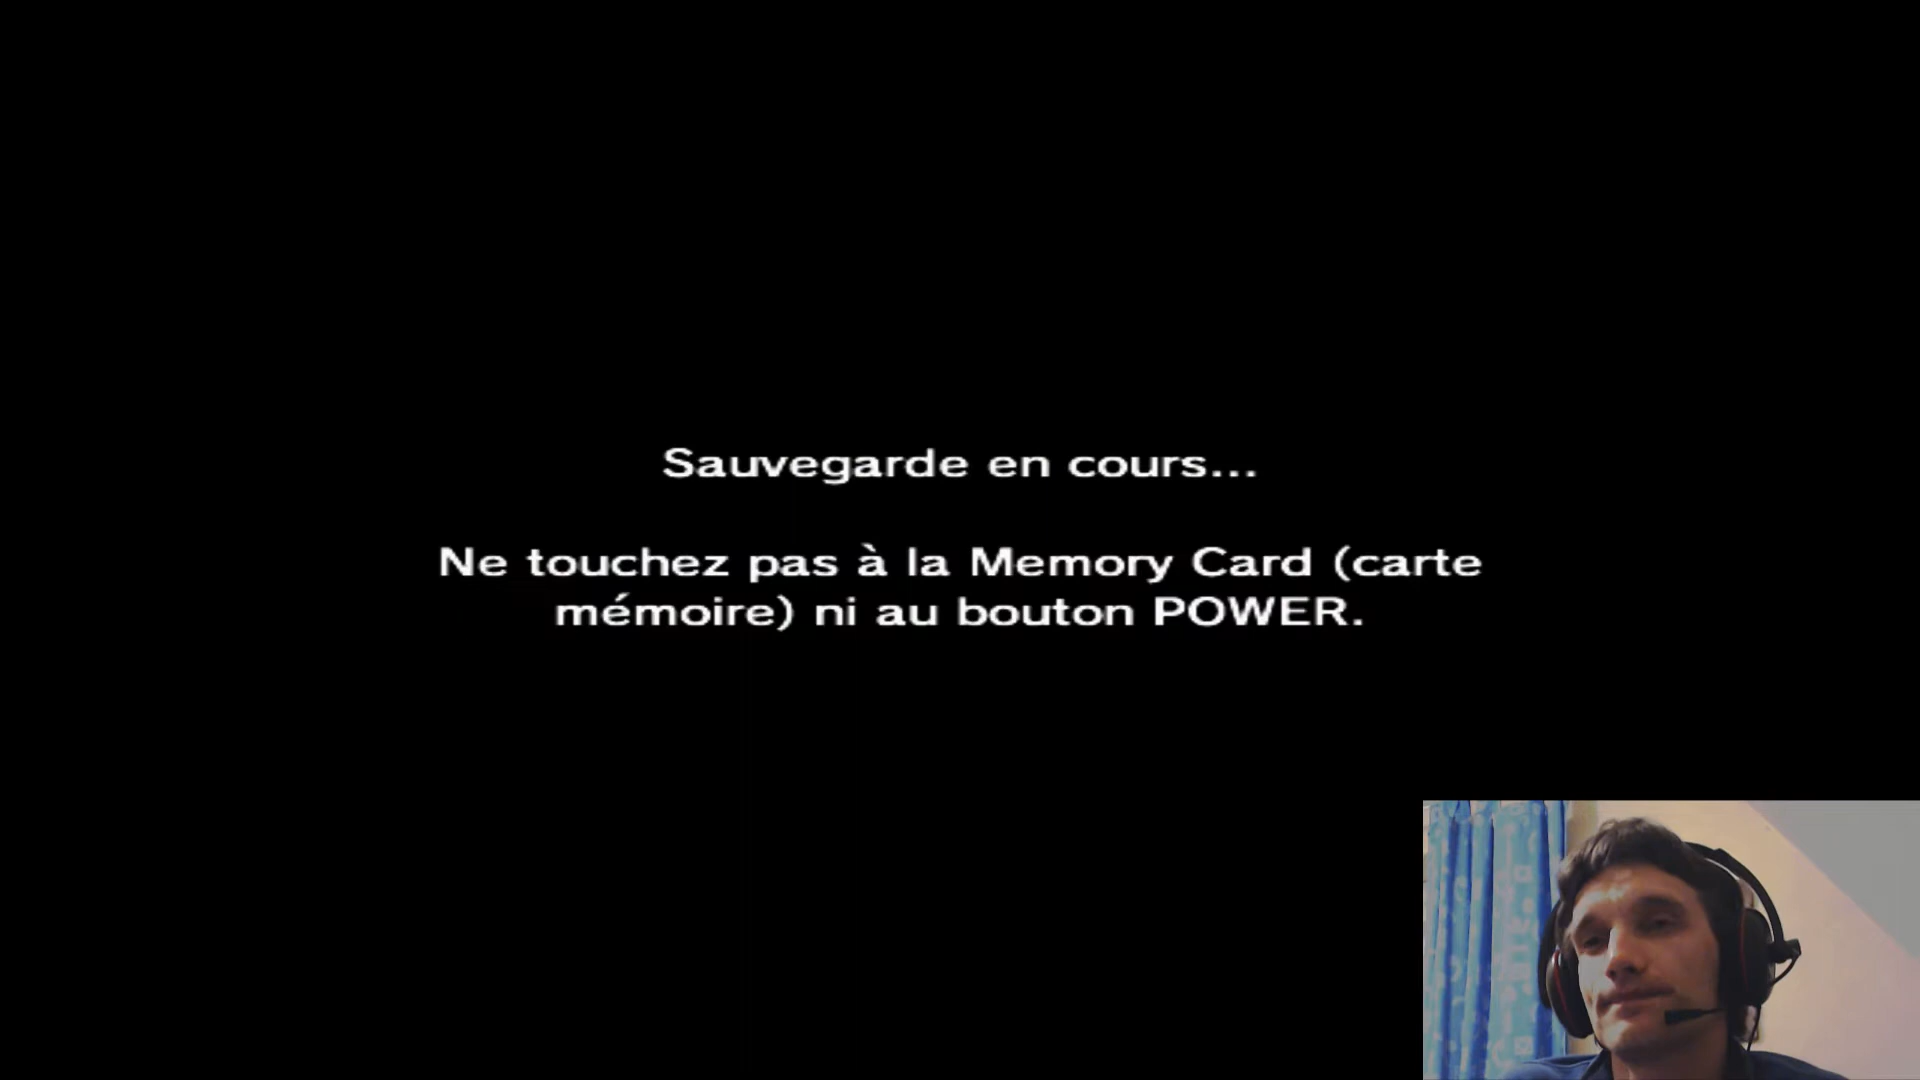 Sauvegarde en cours...
Ne touchez pas à la Memory Card (carte
mémoire) ni au bouton POWER.